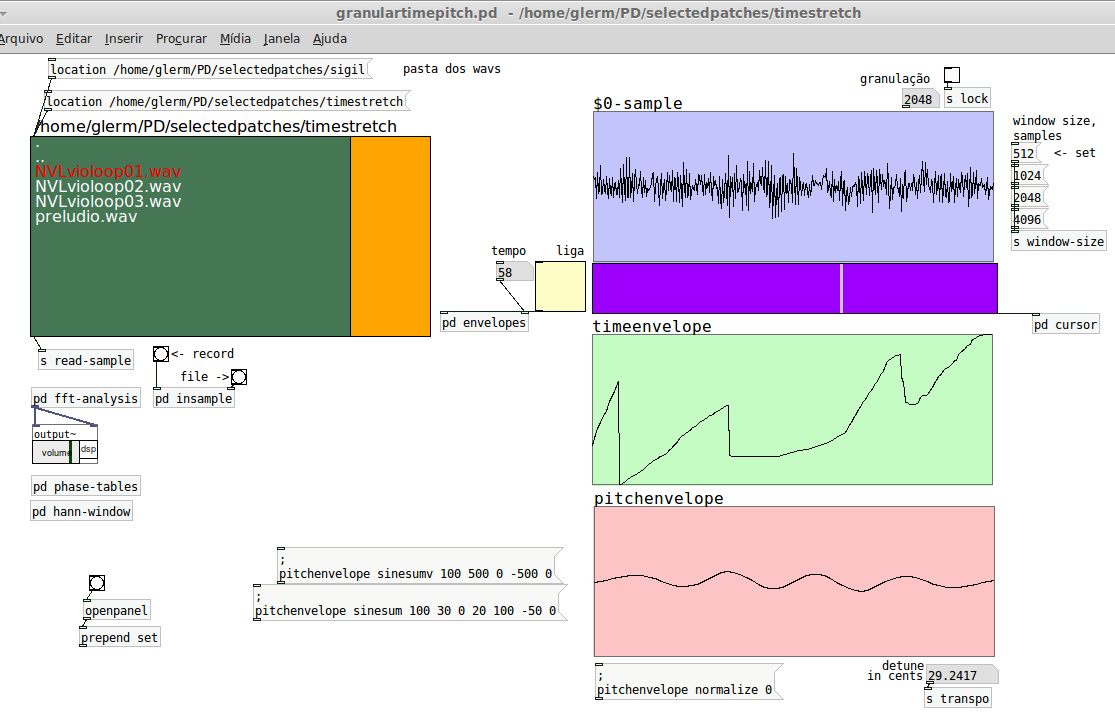 granulartimepitch.pd - /home/glerm/PD/selectedpatches/timestretch
Arquivo Editar Inserir Procurar Mídia Janela Ajuda
location /home/glerm/PD/selectedpatches/sigil
pasta dos wavs
location /home/glerm/PD/selectedpatches/timestretch
/home/glerm/PD/selectedpatches/timestretch
.
..
NVLvioloop01.wav
NVLvioloop02.wav
NVLvioloop03.wav
preludio.wav
s read-sample
<- record
file ->
pd insample
pd fft-analysis
output~
volume
dsp
pd phase-tables
pd hann-window
openpanel
prepend set
tempo
liga
58
pd envelopes
;
pitchenvelope sinesumv 100 500 0 -500 0
;
pitchenvelope sinesum 100 30 0 20 100 -50 0
granulação
2048
s lock
$0-sample
window size,
samples
512
<- set
1024
2048
4096
s window-size
pd cursor
timeenvelope
pitchenvelope
;
pitchenvelope normalize 0
detune
in cents
29.2417
s transpo